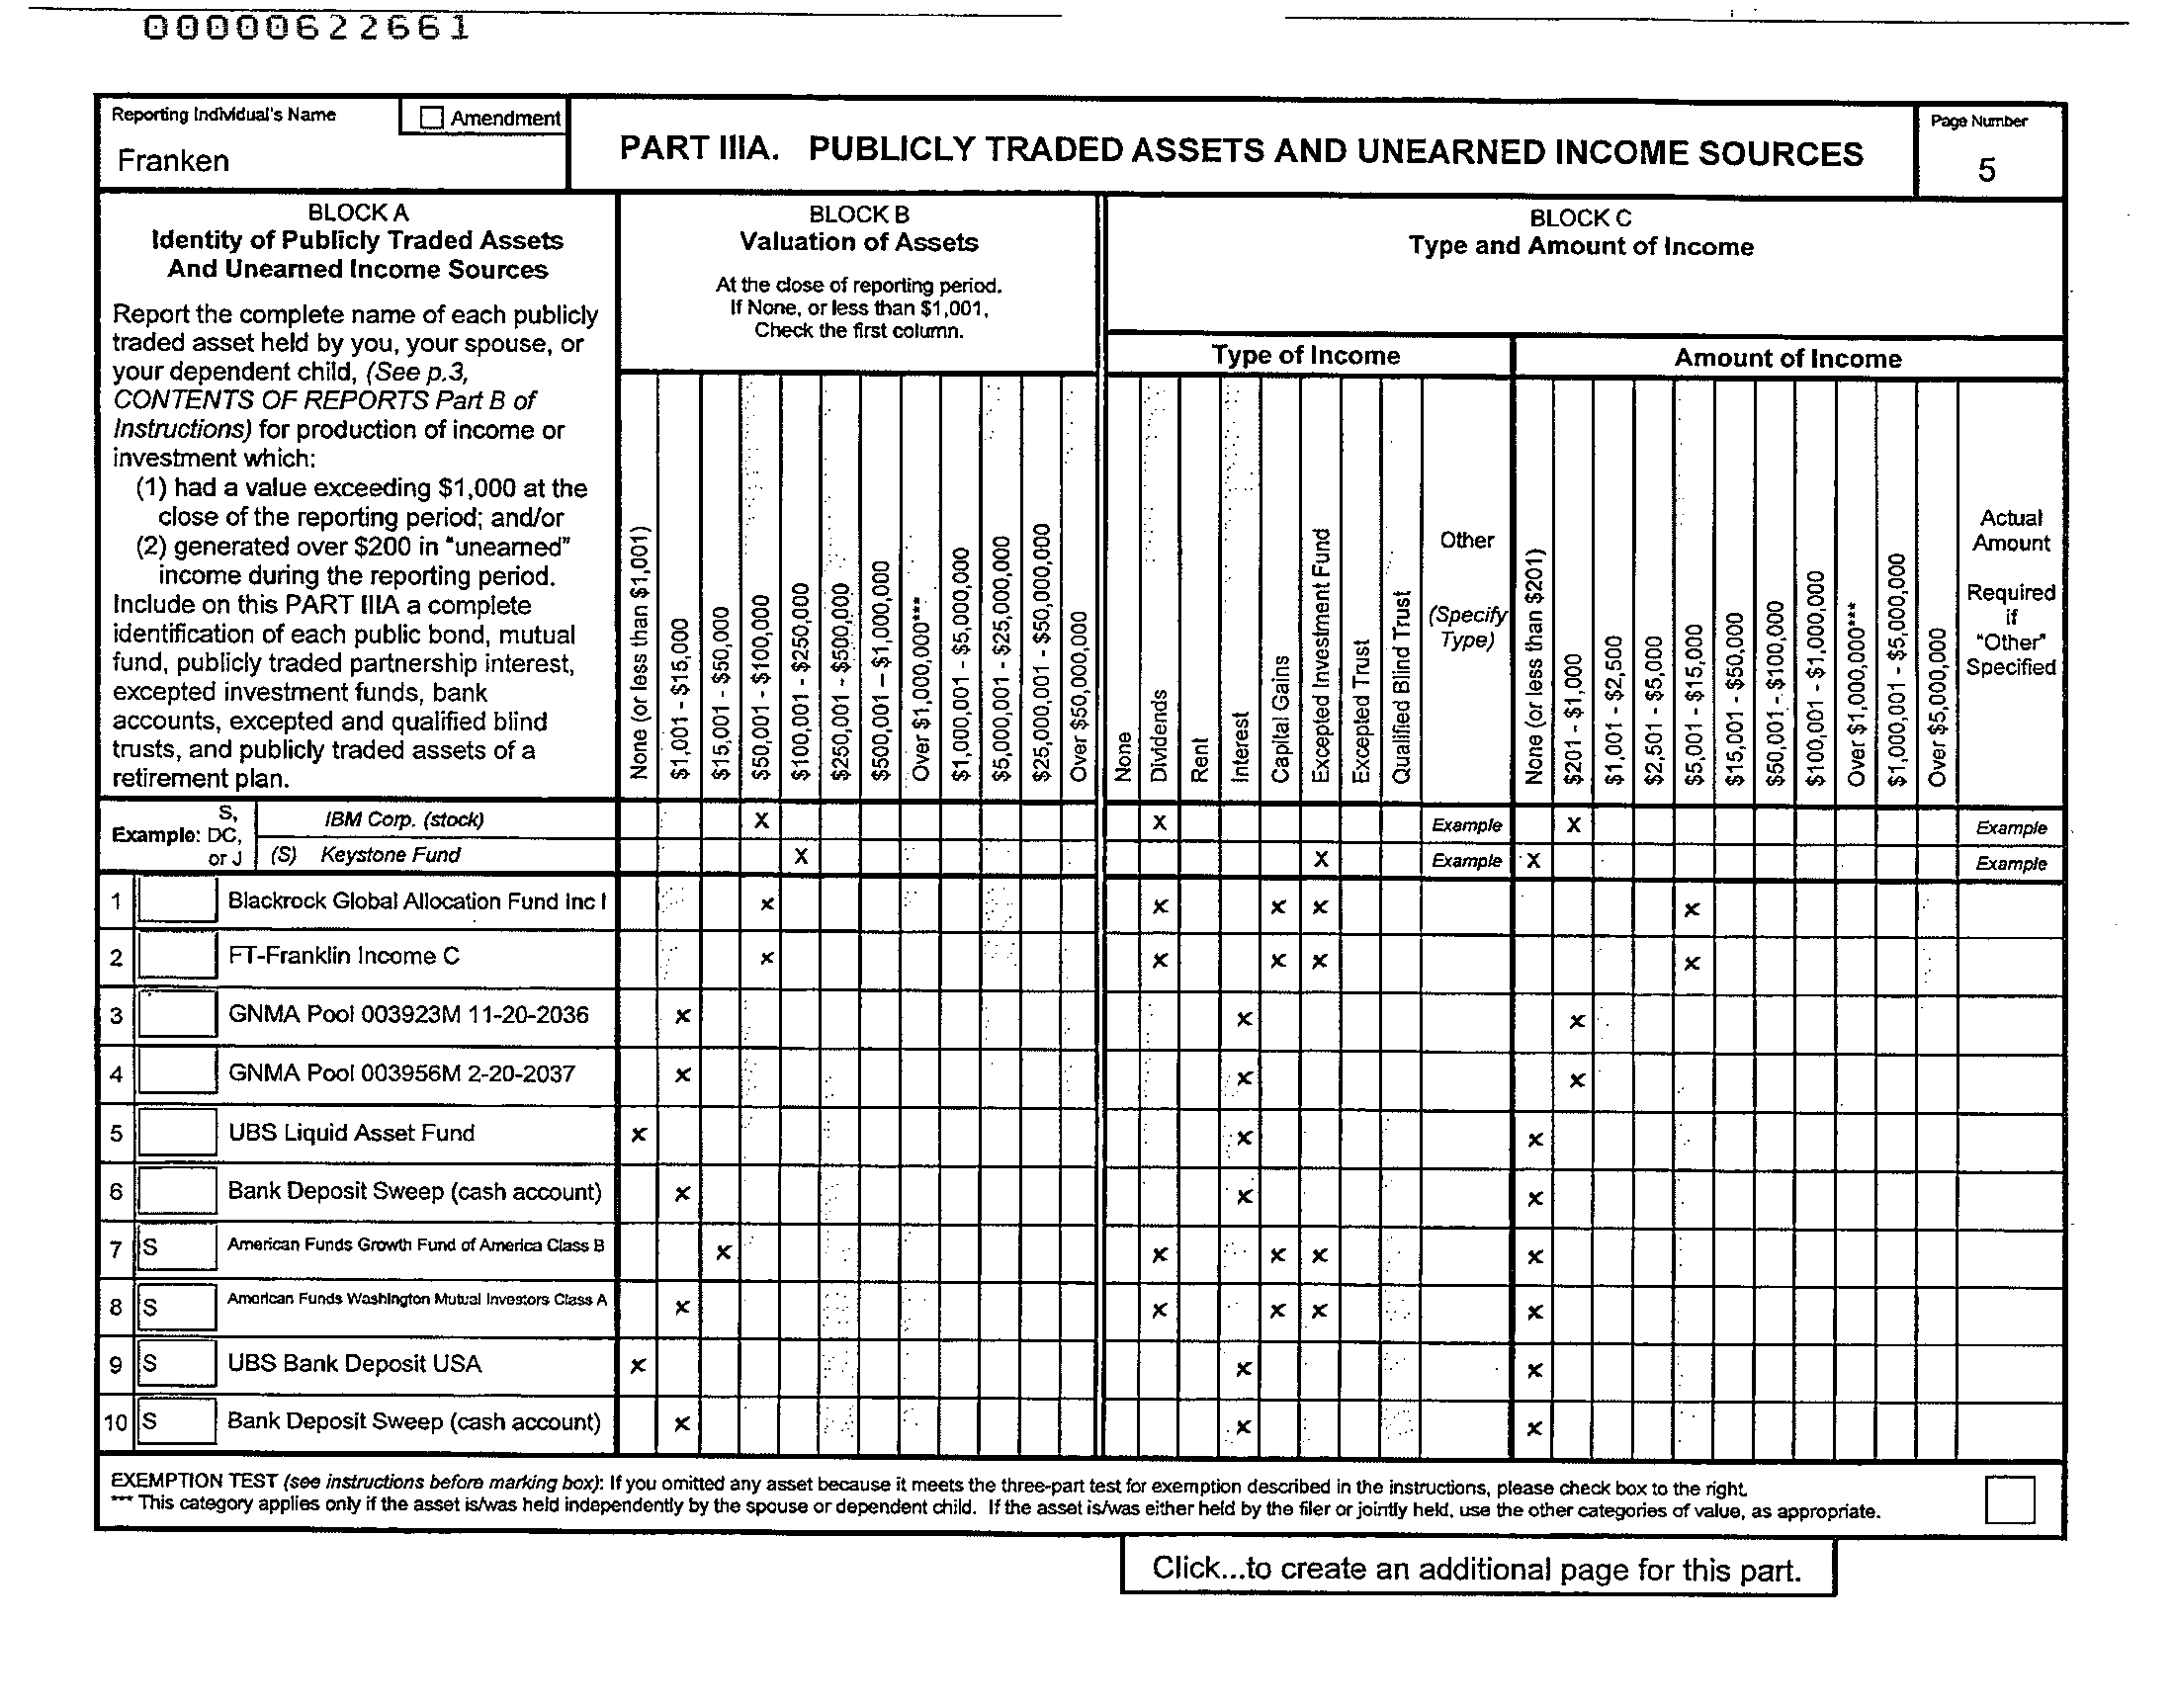 00000622661
Reporting Individual's Name
Amendment
Franken
PART IIIA. PUBLICLY TRADED ASSETS AND UNEARNED INCOME SOURCES
Page Number
5
BLOCK A
Identity of Publicly Traded Assets
And Unearned Income Sources
Report the complete name of each publicly
traded asset held by you, your spouse, or
your dependent child, (See p.3,
CONTENTS OF REPORTS Part B of
Instructions) for production of income or
investment which:
(1) had a value exceeding $1,000 at the
close of the reporting period; and/or
(2) generated over $200 in "unearned"
income during the reporting period.
Include on this PART IIIA a complete
identification of each public bond, mutual
fund, publicly traded partnership interest,
excepted investment funds, bank
accounts, excepted and qualified blind
trusts, and publicly traded assets of a
retirement plan.
BLOCK B
Valuation of Assets
At the close of reporting period.
If None, or less than $1,001,
Check the first column.
BLOCK C
Type and Amount of Income
Type of Income
Amount of Income
None (or less than $1,001)
$1,001 - $15,000
$15,001 - $50,000
$50,001 - $100,000
$100,001 - $250,000
$250,001 - $500,000
$500,001 – $1,000,000
Over $1,000,000***
$1,000,001 - $5,000,000
$5,000,001 - $25,000,000
$25,000,001 - $50,000,000
Over $50,000,000
None
Dividends
Rent
Interest
Capital Gains
Excepted Investment Fund
Excepted Trust
Qualified Blind Trust
Other
(Specify
Type)
None (or less than $201)
$201 - $1,000
$1,001 - $2,500
$2,501 - $5,000
$5,001 - $15,000
$15,001 - $50,000
$50,001 - $100,000
$100,001 - $1,000,000
Over $1,000,000***
$1,000,001 - $5,000,000
Over $5,000,000
Actual
Amount
Required
if
"Other"
Specified
Example: S, DC, or J
IBM Corp. (stock) X X Example X Example
(S) Keystone Fund X X Example X Example
1 Blackrock Global Allocation Fund Inc I x x x x x
2 FT-Franklin Income C x x x x x
3 GNMA Pool 003923M 11-20-2036 x x x
4 GNMA Pool 003956M 2-20-2037 x x x
5 UBS Liquid Asset Fund x x x
6 Bank Deposit Sweep (cash account) x x x
7 S American Funds Growth Fund of America Class B x x x x x
8 S American Funds Washington Mutual Investors Class A x x x x x
9 S UBS Bank Deposit USA x x x
10 S Bank Deposit Sweep (cash account) x x x
EXEMPTION TEST (see instructions before marking box): If you omitted any asset because it meets the three-part test for exemption described in the instructions, please check box to the right.
*** This category applies only if the asset is/was held independently by the spouse or dependent child. If the asset is/was either held by the filer or jointly held, use the other categories of value, as appropriate.
Click...to create an additional page for this part.